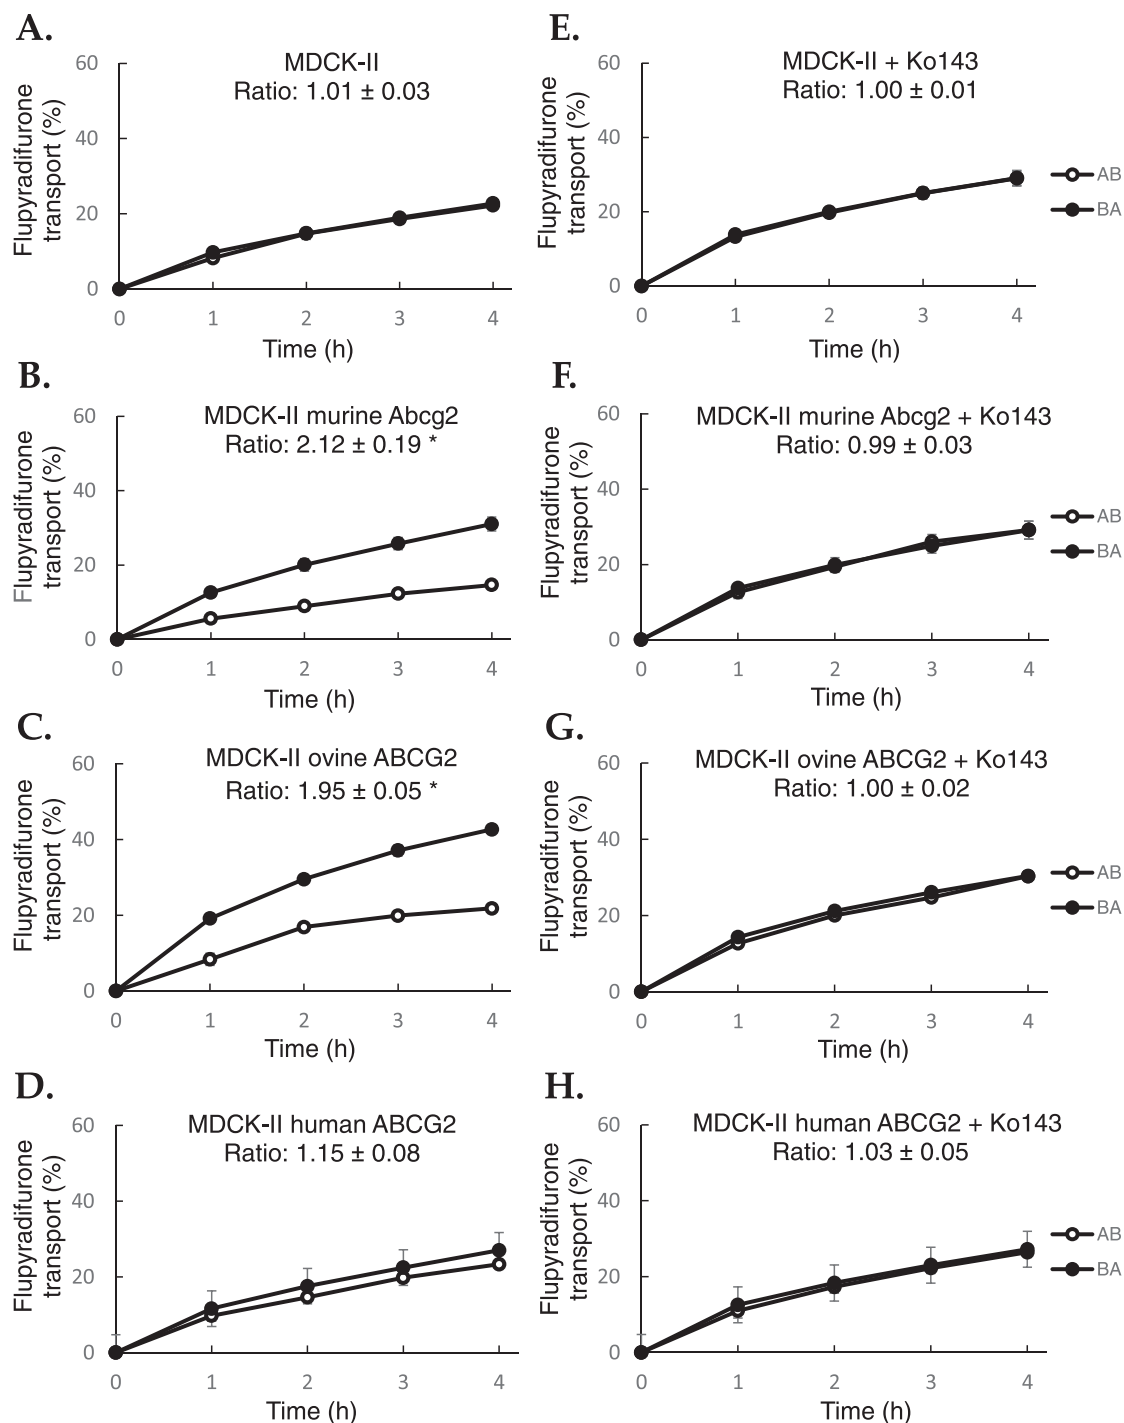 A.
MDCK-II
Ratio: 1.01 ± 0.03
Flupyradifurone
transport (%)
60
40
20
0
0 1 2 3 4
Time (h)
E.
MDCK-II + Ko143
Ratio: 1.00 ± 0.01
Flupyradifurone
transport (%)
60
40
20
0
0 1 2 3 4
Time (h)
AB
BA
B.
MDCK-II murine Abcg2
Ratio: 2.12 ± 0.19 *
Flupyradifurone
transport (%)
60
40
20
0
0 1 2 3 4
Time (h)
F.
MDCK-II murine Abcg2 + Ko143
Ratio: 0.99 ± 0.03
Flupyradifurone
transport (%)
60
40
20
0
0 1 2 3 4
Time (h)
AB
BA
C.
MDCK-II ovine ABCG2
Ratio: 1.95 ± 0.05 *
Flupyradifurone
transport (%)
60
40
20
0
0 1 2 3 4
Time (h)
G.
MDCK-II ovine ABCG2 + Ko143
Ratio: 1.00 ± 0.02
Flupyradifurone
transport (%)
60
40
20
0
0 1 2 3 4
Time (h)
AB
BA
D.
MDCK-II human ABCG2
Ratio: 1.15 ± 0.08
Flupyradifurone
transport (%)
60
40
20
0
0 1 2 3 4
Time (h)
H.
MDCK-II human ABCG2 + Ko143
Ratio: 1.03 ± 0.05
Flupyradifurone
transport (%)
60
40
20
0
0 1 2 3 4
Time (h)
AB
BA